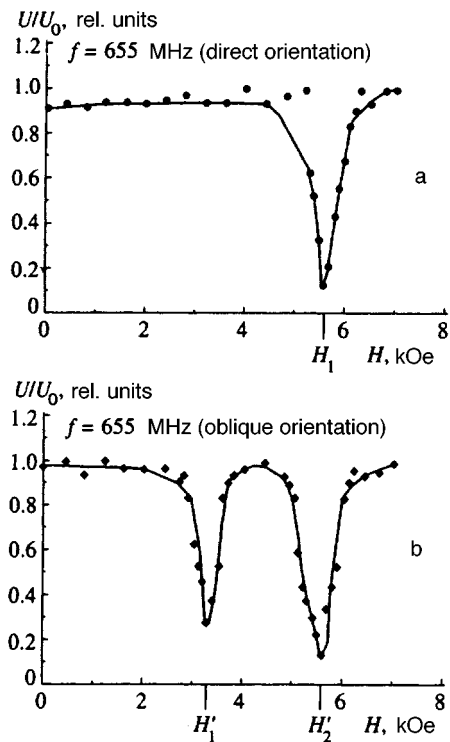 U/U₀, rel. units
1.2
f = 655 MHz (direct orientation)
1.0
0.8
a
0.6
0.4
0.2
0
0 2 4 6 8
H₁ H, kOe
U/U₀, rel. units
1.2
f = 655 MHz (oblique orientation)
1.0
0.8
b
0.6
0.4
0.2
0.0
0 2 4 6 8
H′₁ H′₂ H, kOe